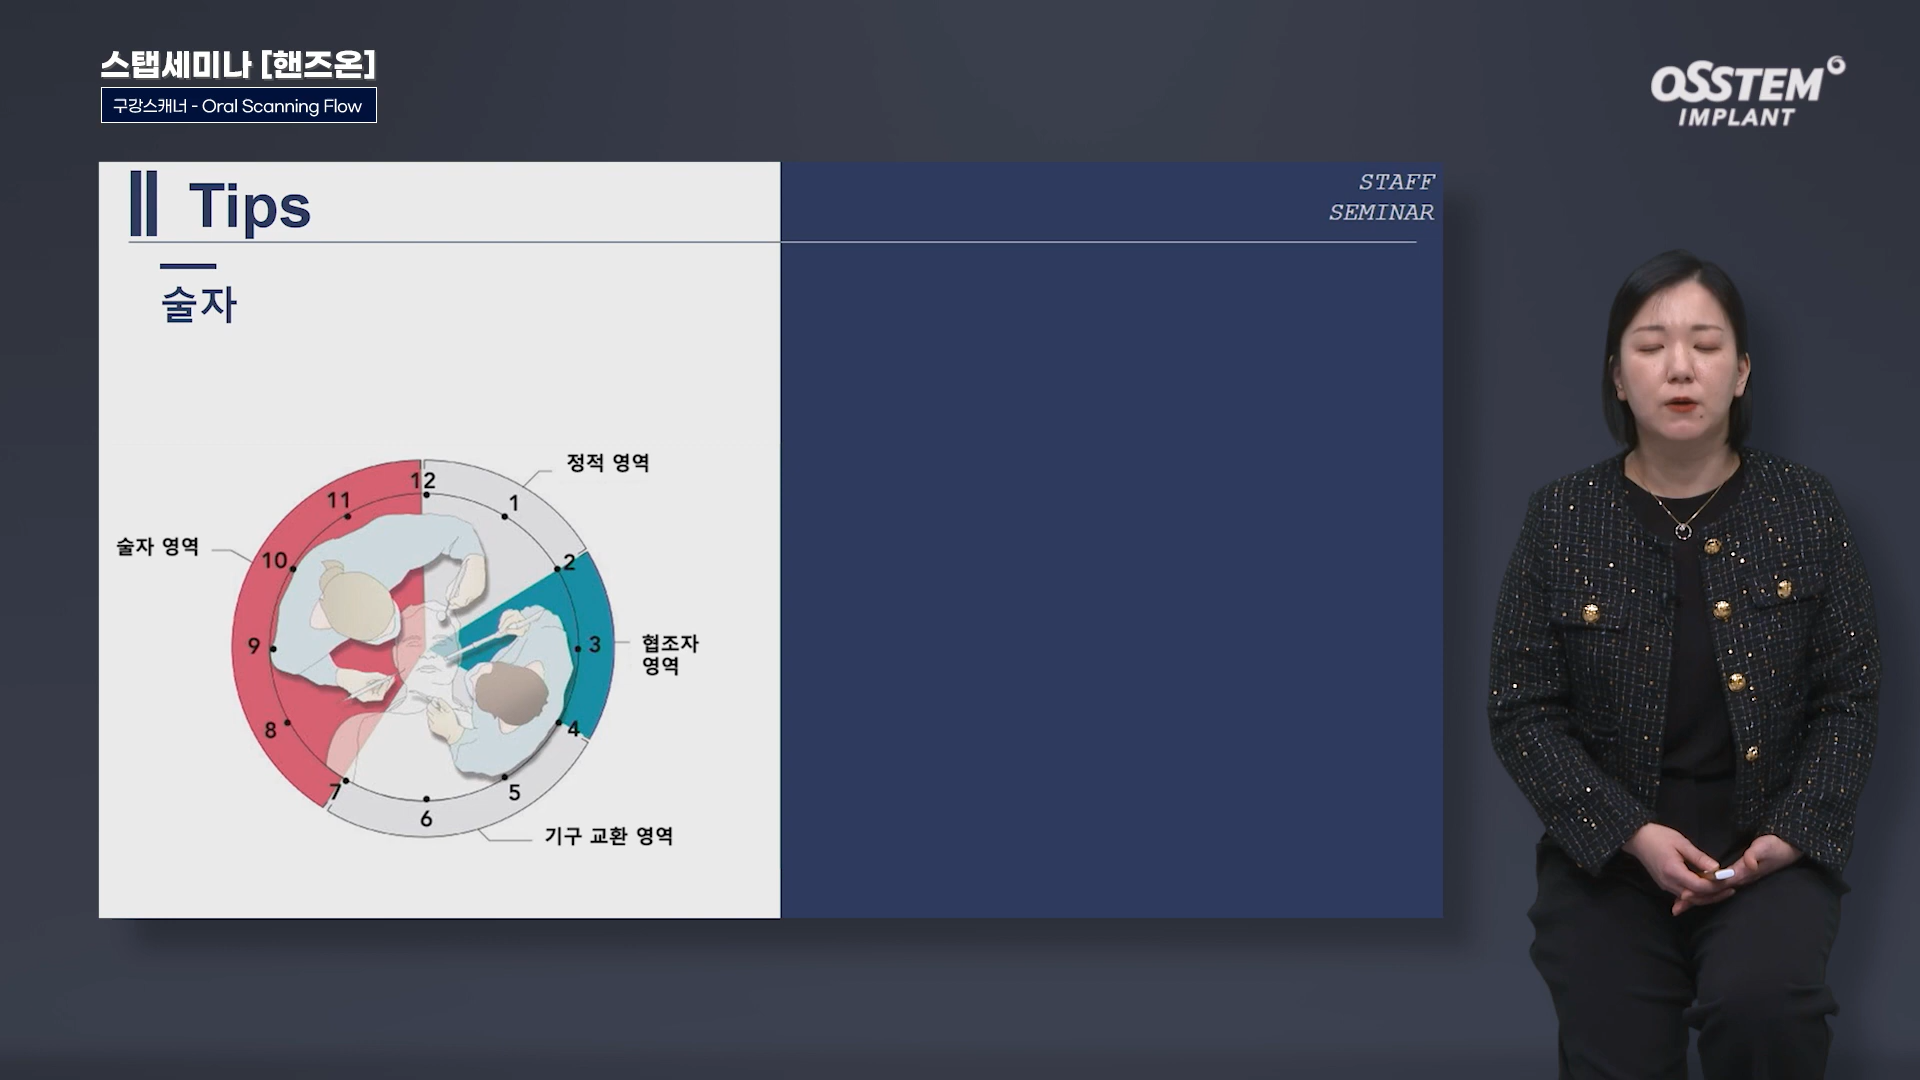 스탭세미나 [핸즈온]
구강스캐너 - Oral Scanning Flow
OSSTEM
IMPLANT
Tips
STAFF
SEMINAR
술자
정적 영역
술자 영역
협조자
영역
기구 교환 영역
12
1
2
3
4
5
6
7
8
9
10
11